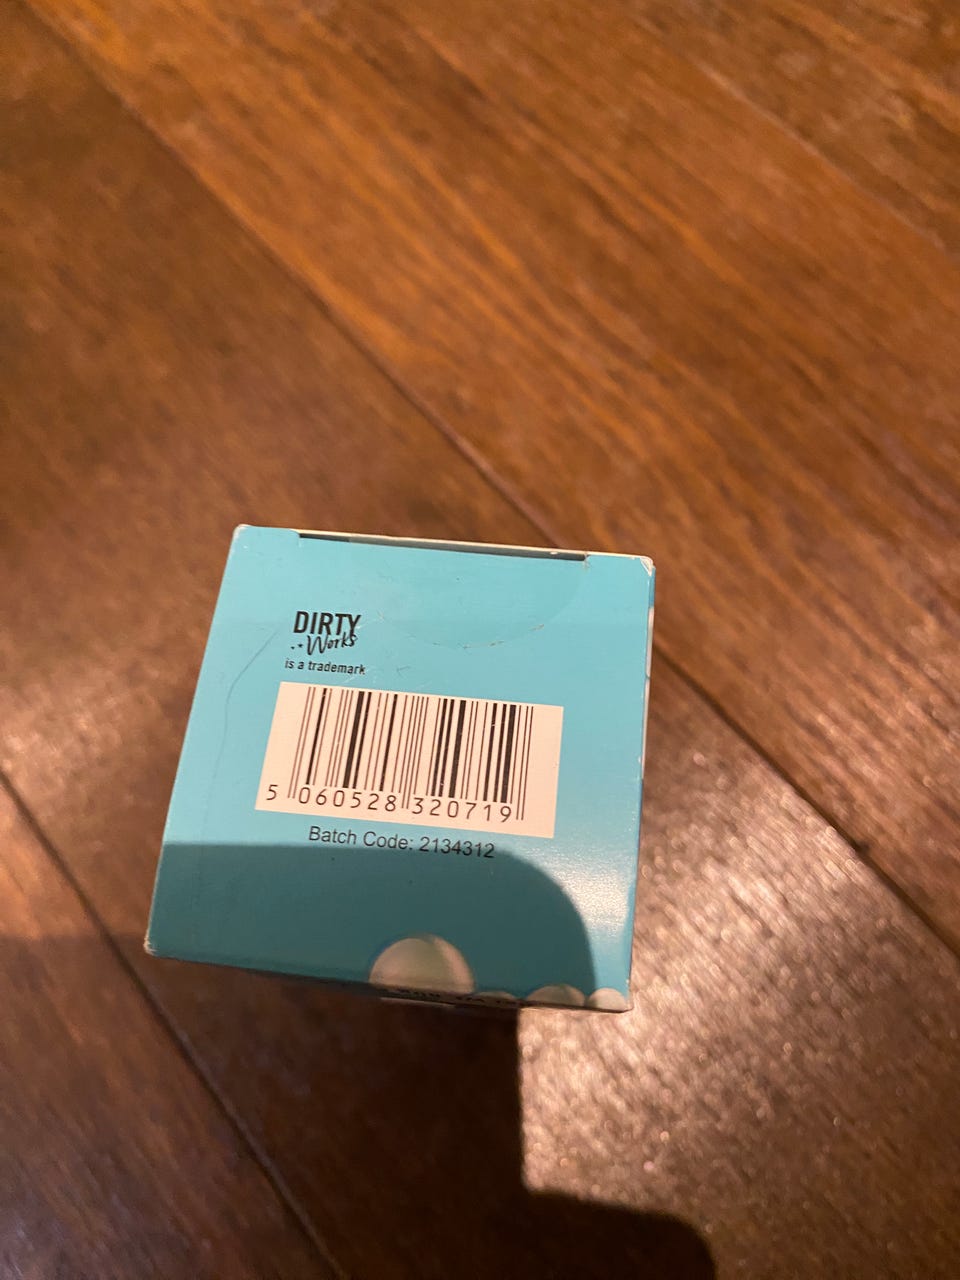 DIRTY
Works
is a trademark
5 060528 320719
Batch Code: 2134312